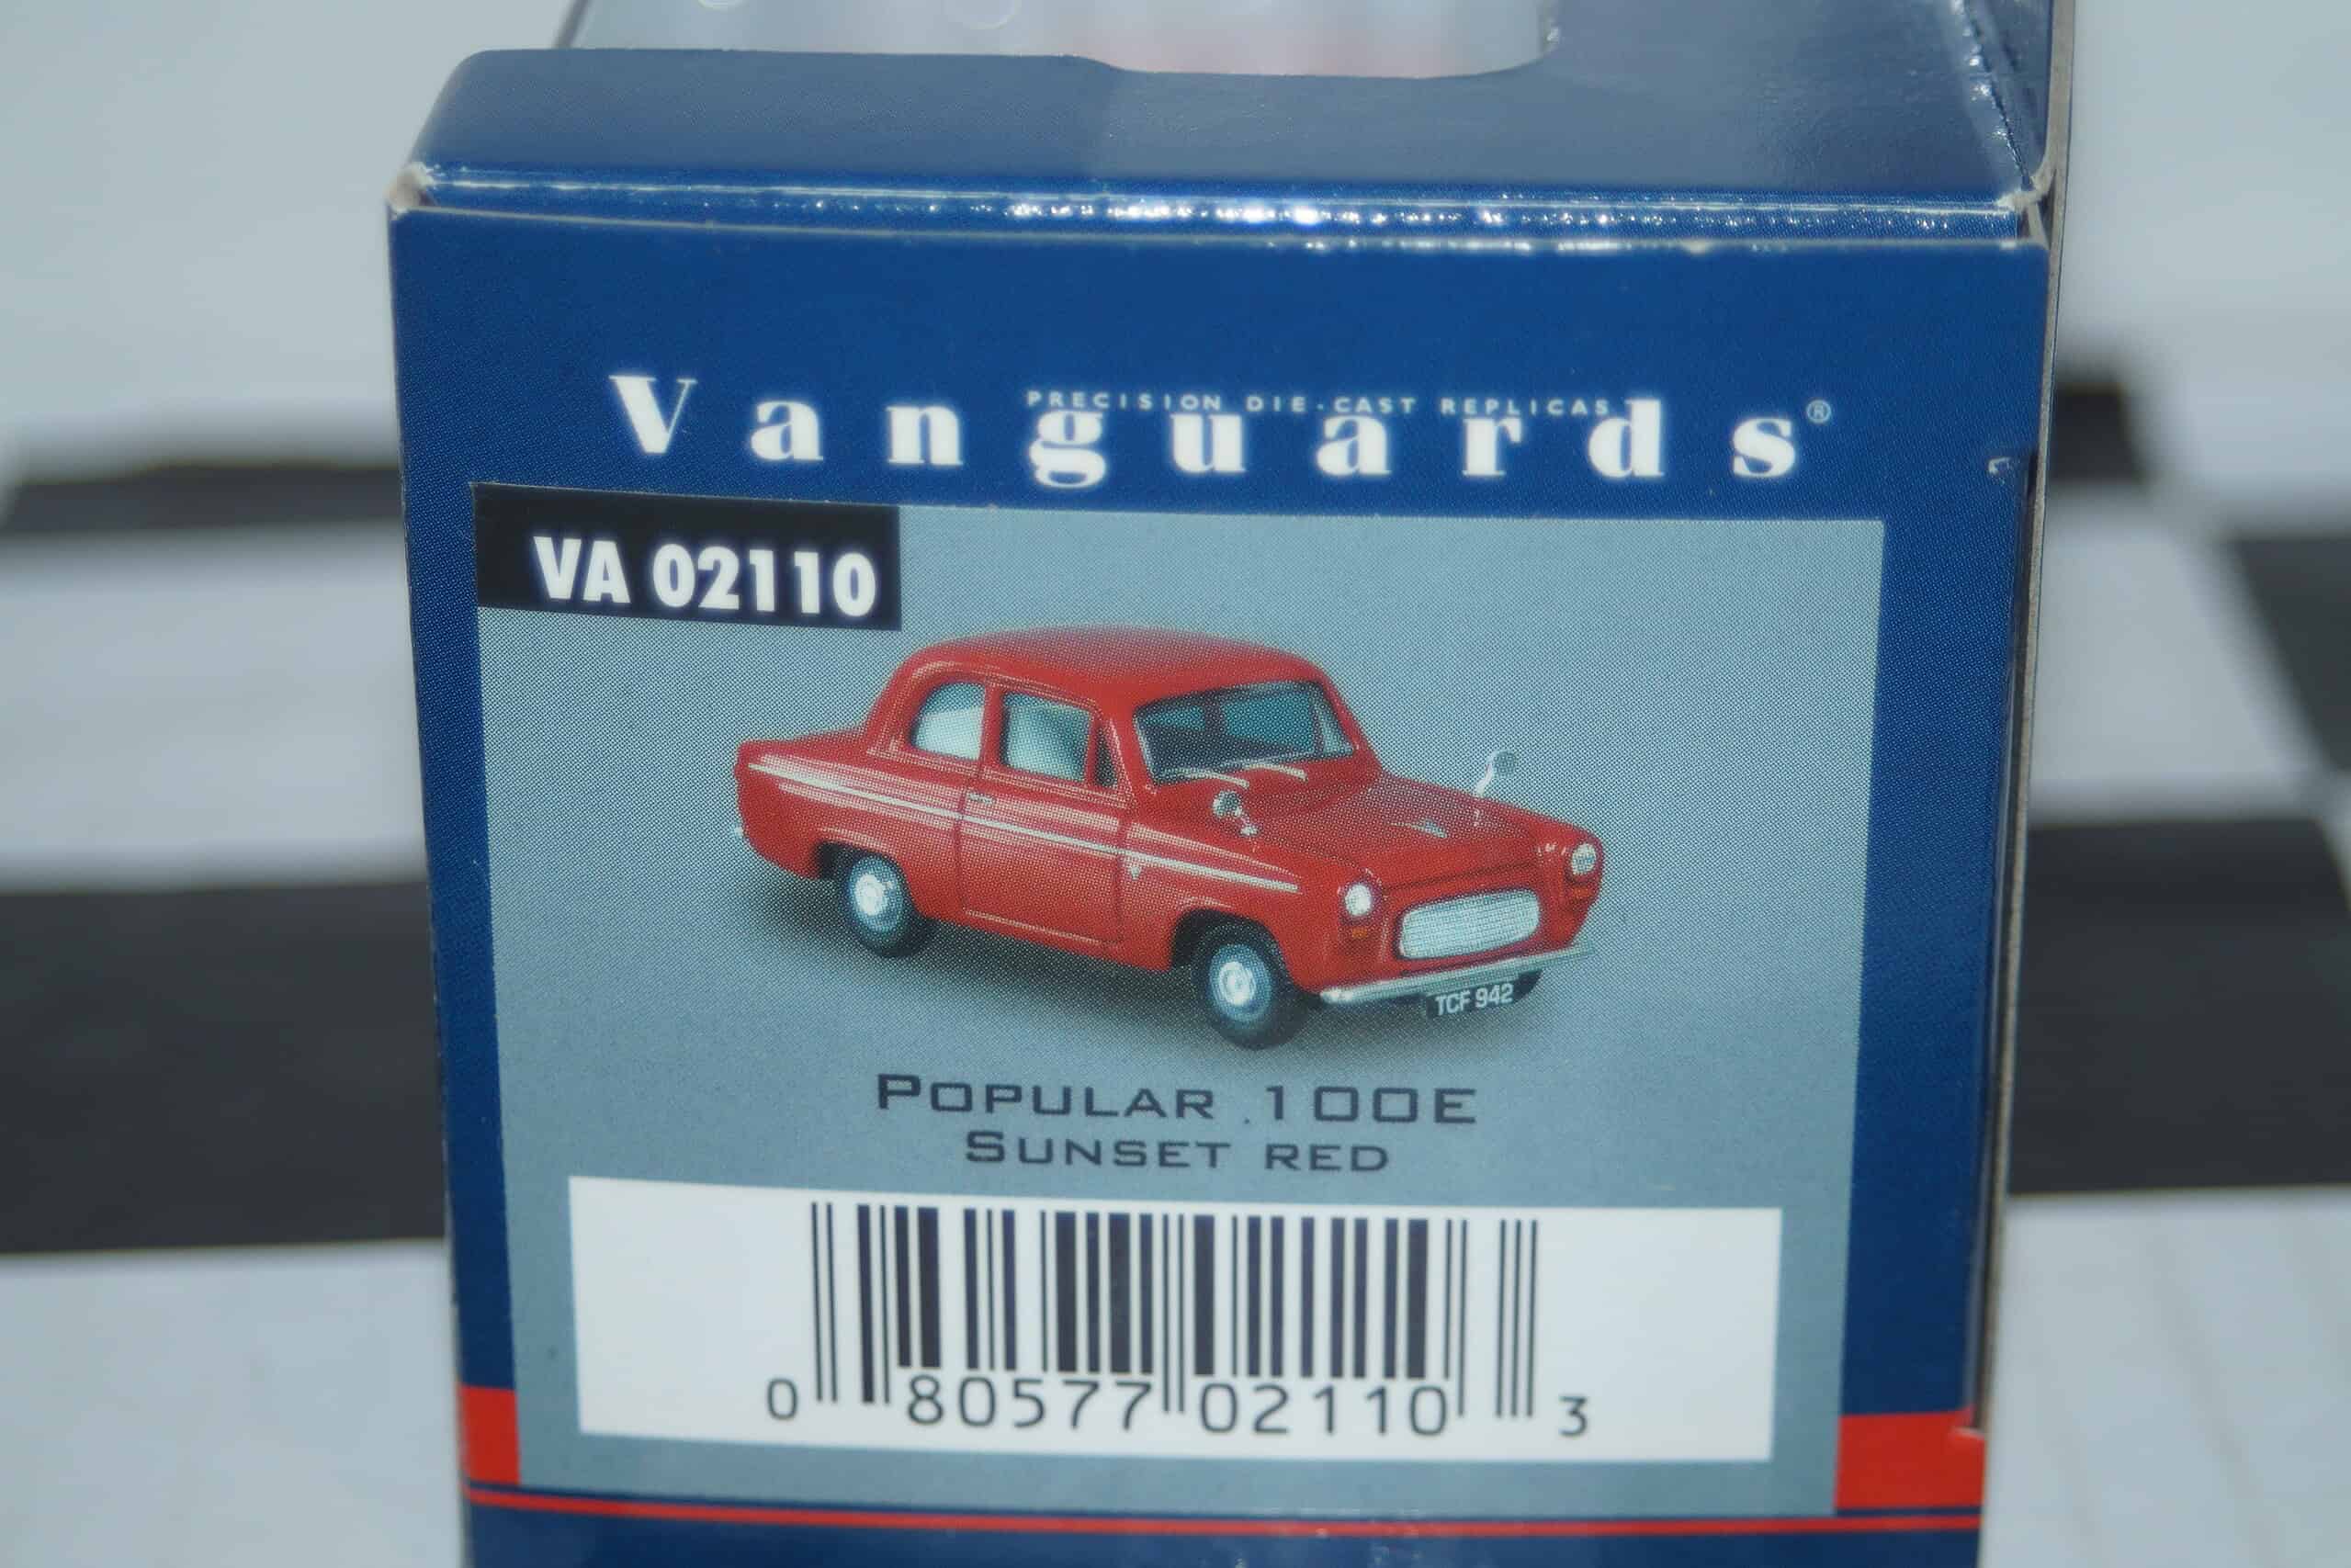 PRECISION DIE-CAST REPLICAS
Vanguards®
VA 02110
TCF 942
POPULAR 100E
SUNSET RED
0 80577 02110 3